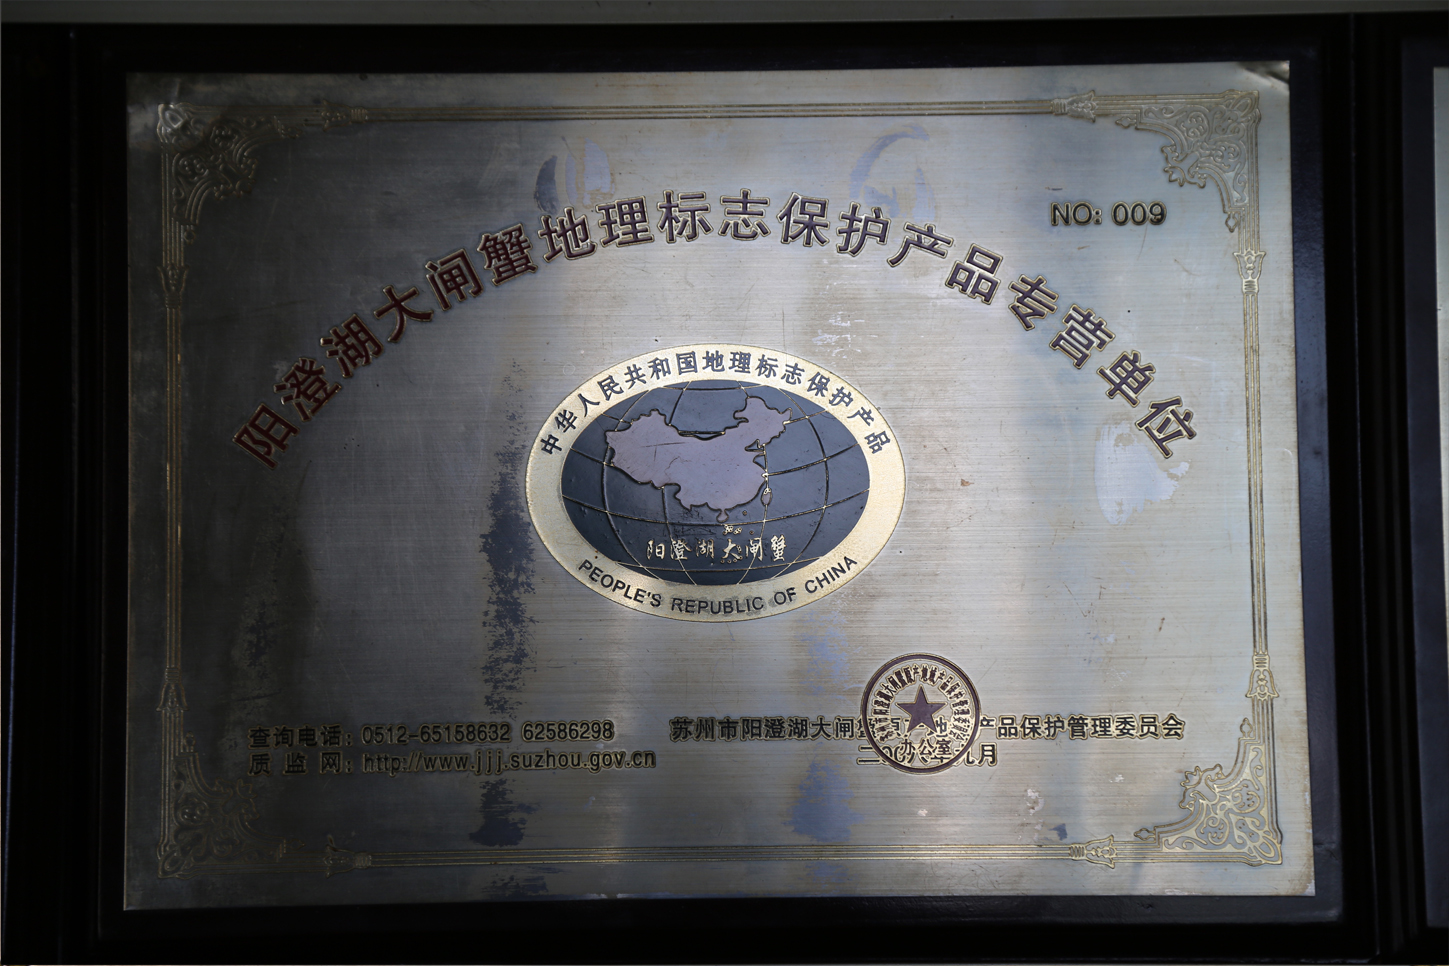 NO: 009
阳澄湖大闸蟹地理标志保护产品专营单位
中华人民共和国地理标志保护产品
阳澄湖大闸蟹
PEOPLE'S REPUBLIC OF CHINA
查询电话: 0512-65158632 62586298
质 监 网: http://www.jjj.suzhou.gov.cn
苏州市阳澄湖大闸蟹 地 产品保护管理委员会
办公室
九月